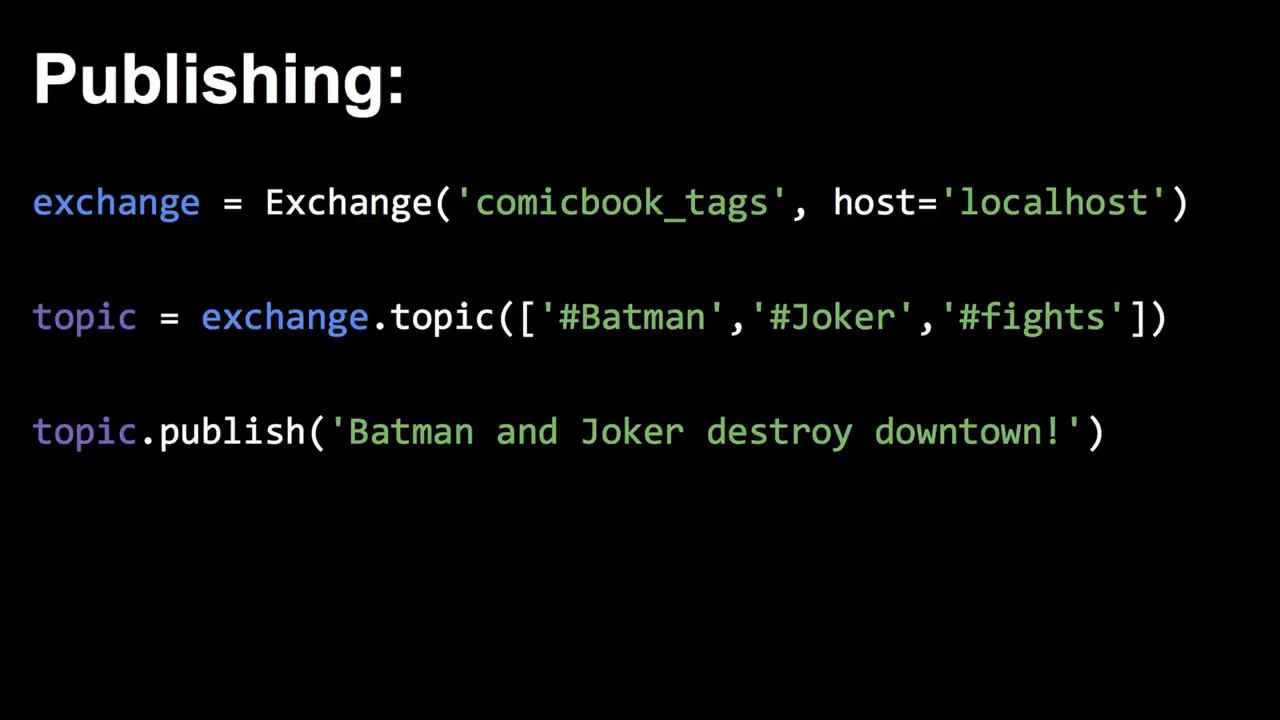 Publishing:
exchange = Exchange('comicbook_tags', host='localhost')
topic = exchange.topic(['#Batman','#Joker','#fights'])
topic.publish('Batman and Joker destroy downtown!')